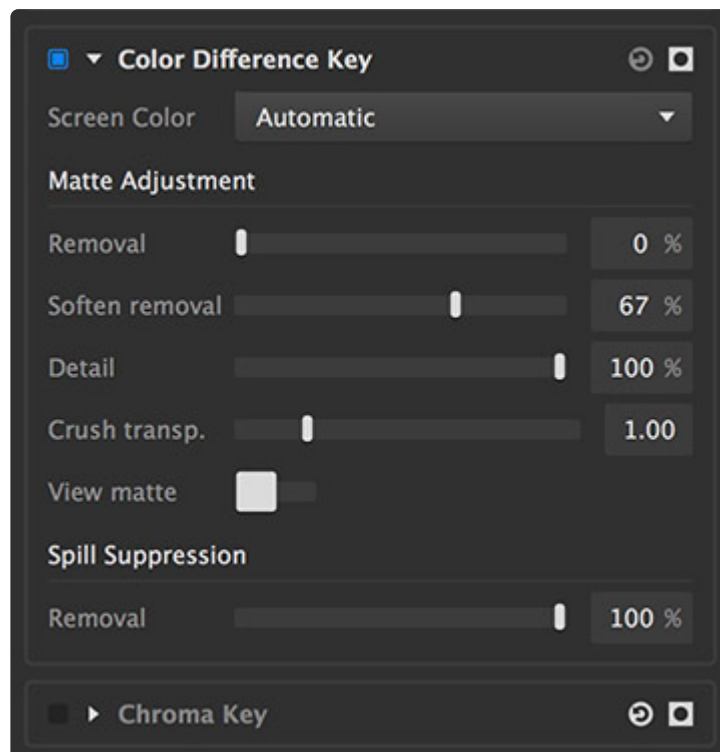 Color Difference Key
Screen Color Automatic
Matte Adjustment
Removal 0 %
Soften removal 67 %
Detail 100 %
Crush transp. 1.00
View matte
Spill Suppression
Removal 100 %
Chroma Key